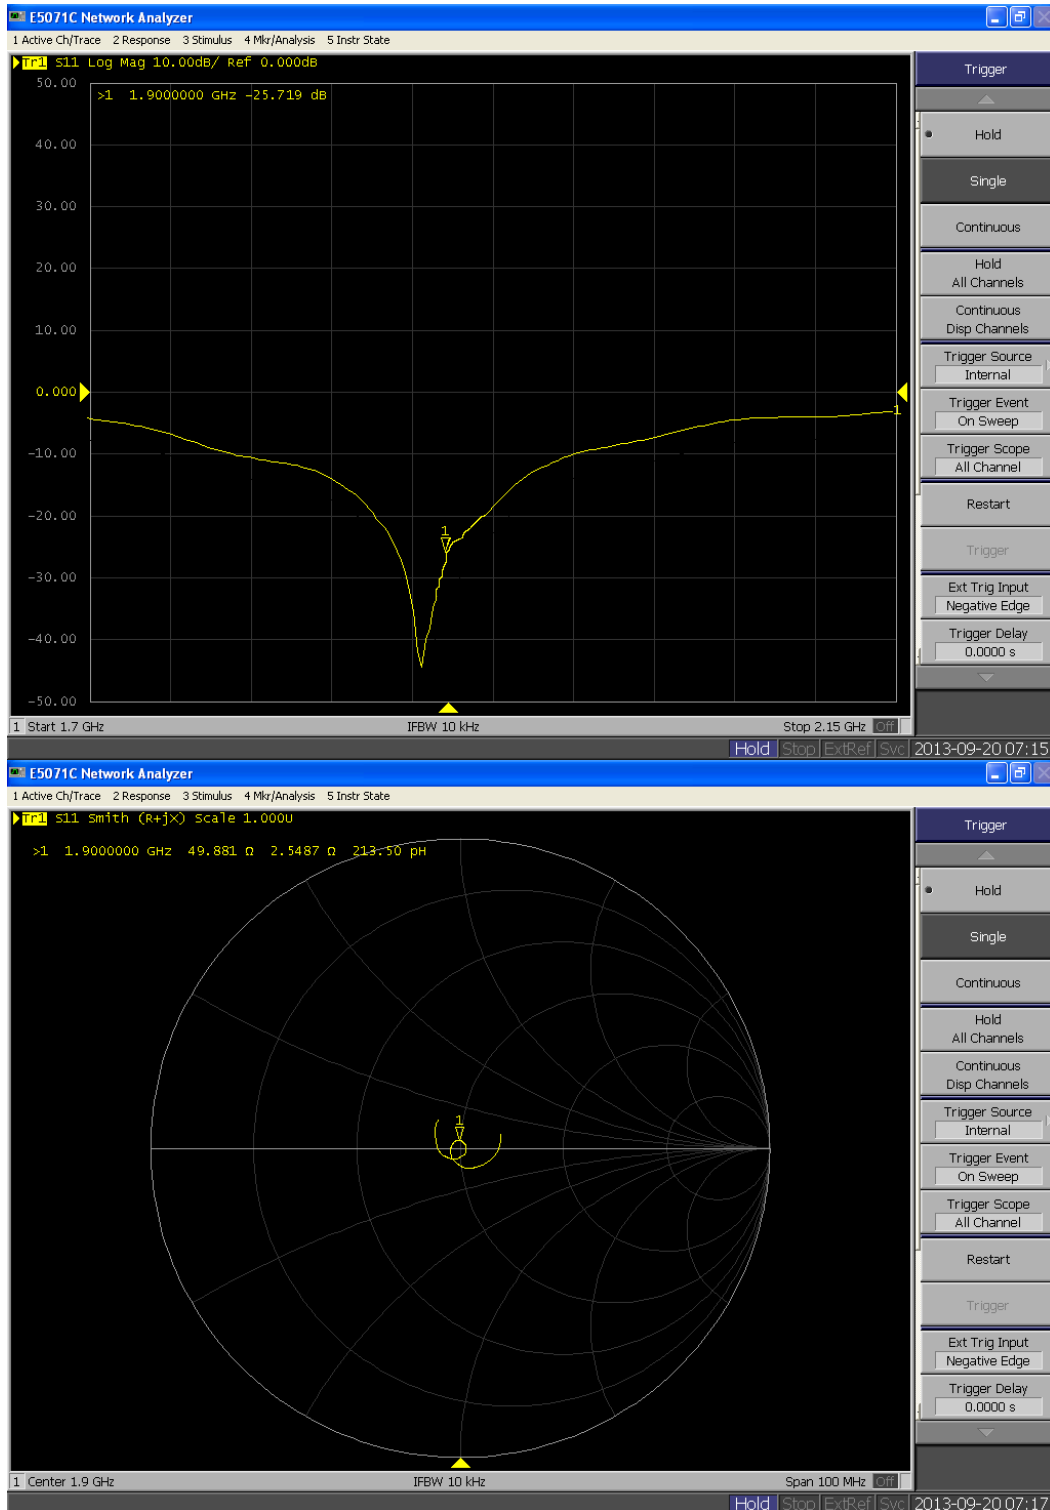 E5071C Network Analyzer
1 Active Ch/Trace 2 Response 3 Stimulus 4 Mkr/Analysis 5 Instr State
Tr1 S11 Log Mag 10.00dB/ Ref 0.000dB
50.00
>1 1.9000000 GHz -25.719 dB
40.00
30.00
20.00
10.00
0.000
-10.00
-20.00
-30.00
-40.00
-50.00
1
1
1 Start 1.7 GHz IFBW 10 kHz Stop 2.15 GHz Off
Trigger
Hold
Single
Continuous
Hold
All Channels
Continuous
Disp Channels
Trigger Source
Internal
Trigger Event
On Sweep
Trigger Scope
All Channel
Restart
Trigger
Ext Trig Input
Negative Edge
Trigger Delay
0.0000 s
Hold Stop ExtRef Svc 2013-09-20 07:15
E5071C Network Analyzer
1 Active Ch/Trace 2 Response 3 Stimulus 4 Mkr/Analysis 5 Instr State
Tr1 S11 Smith (R+jX) Scale 1.000U
>1 1.9000000 GHz 49.881 Ω 2.5487 Ω 213.50 pH
1
1 Center 1.9 GHz IFBW 10 kHz Span 100 MHz Off
Trigger
Hold
Single
Continuous
Hold
All Channels
Continuous
Disp Channels
Trigger Source
Internal
Trigger Event
On Sweep
Trigger Scope
All Channel
Restart
Trigger
Ext Trig Input
Negative Edge
Trigger Delay
0.0000 s
Hold Stop ExtRef Svc 2013-09-20 07:17